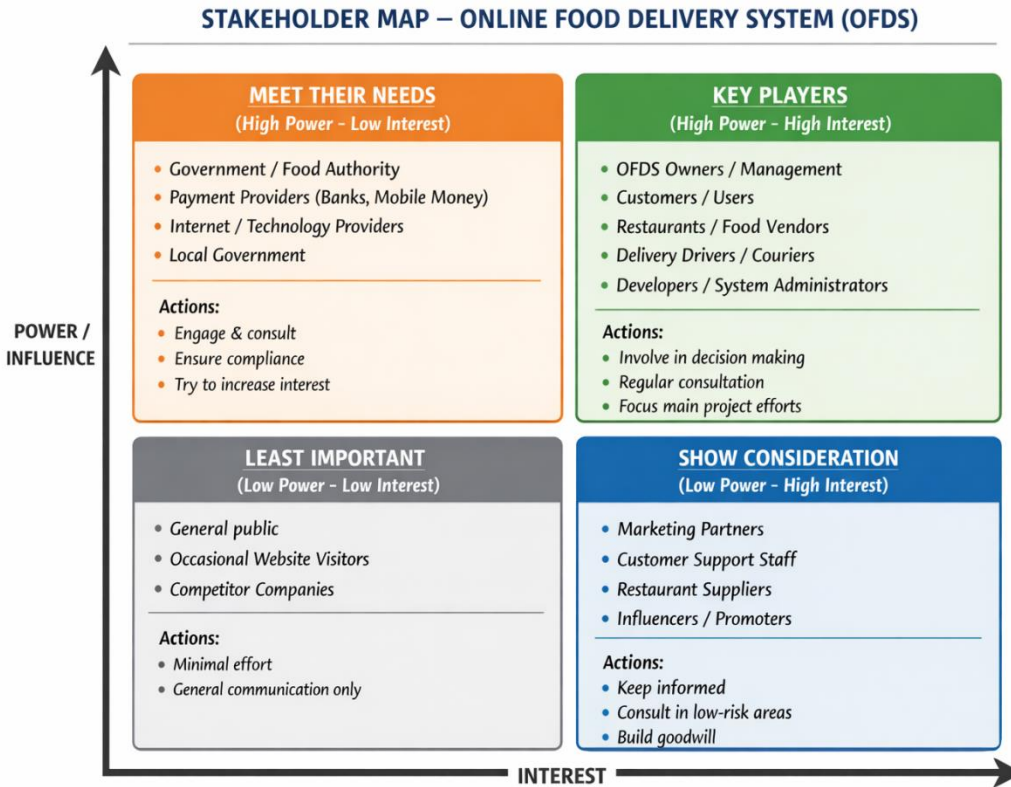 STAKEHOLDER MAP – ONLINE FOOD DELIVERY SYSTEM (OFDS)
POWER /
INFLUENCE
MEET THEIR NEEDS
(High Power - Low Interest)
• Government / Food Authority
• Payment Providers (Banks, Mobile Money)
• Internet / Technology Providers
• Local Government
Actions:
• Engage & consult
• Ensure compliance
• Try to increase interest
KEY PLAYERS
(High Power - High Interest)
• OFDS Owners / Management
• Customers / Users
• Restaurants / Food Vendors
• Delivery Drivers / Couriers
• Developers / System Administrators
Actions:
• Involve in decision making
• Regular consultation
• Focus main project efforts
LEAST IMPORTANT
(Low Power - Low Interest)
• General public
• Occasional Website Visitors
• Competitor Companies
Actions:
• Minimal effort
• General communication only
SHOW CONSIDERATION
(Low Power - High Interest)
• Marketing Partners
• Customer Support Staff
• Restaurant Suppliers
• Influencers / Promoters
Actions:
• Keep informed
• Consult in low-risk areas
• Build goodwill
INTEREST